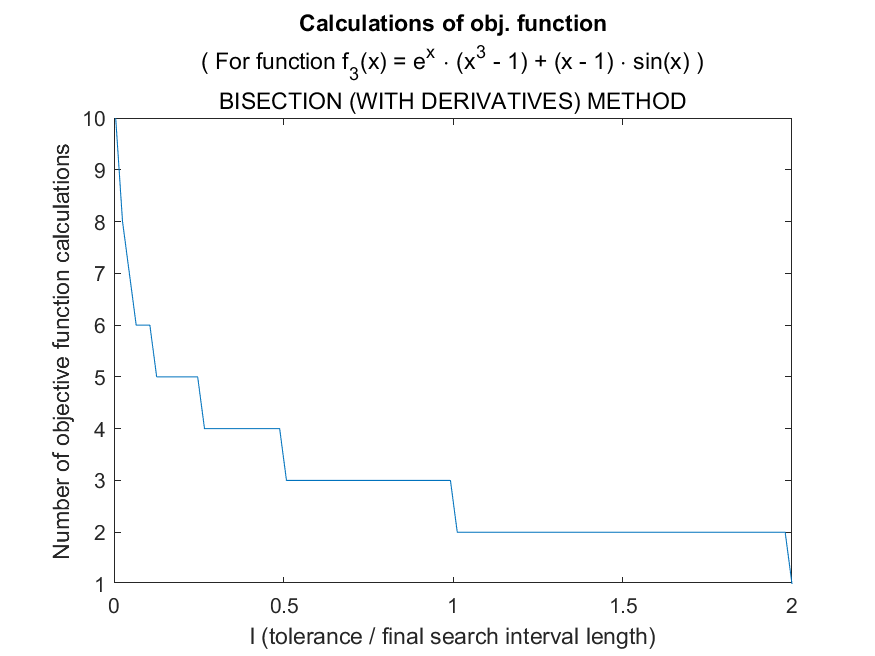 Calculations of obj. function
( For function f3(x) = e^x · (x^3 - 1) + (x - 1) · sin(x) )
BISECTION (WITH DERIVATIVES) METHOD
Number of objective function calculations
10
9
8
7
6
5
4
3
2
1
0 0.5 1 1.5 2
l (tolerance / final search interval length)